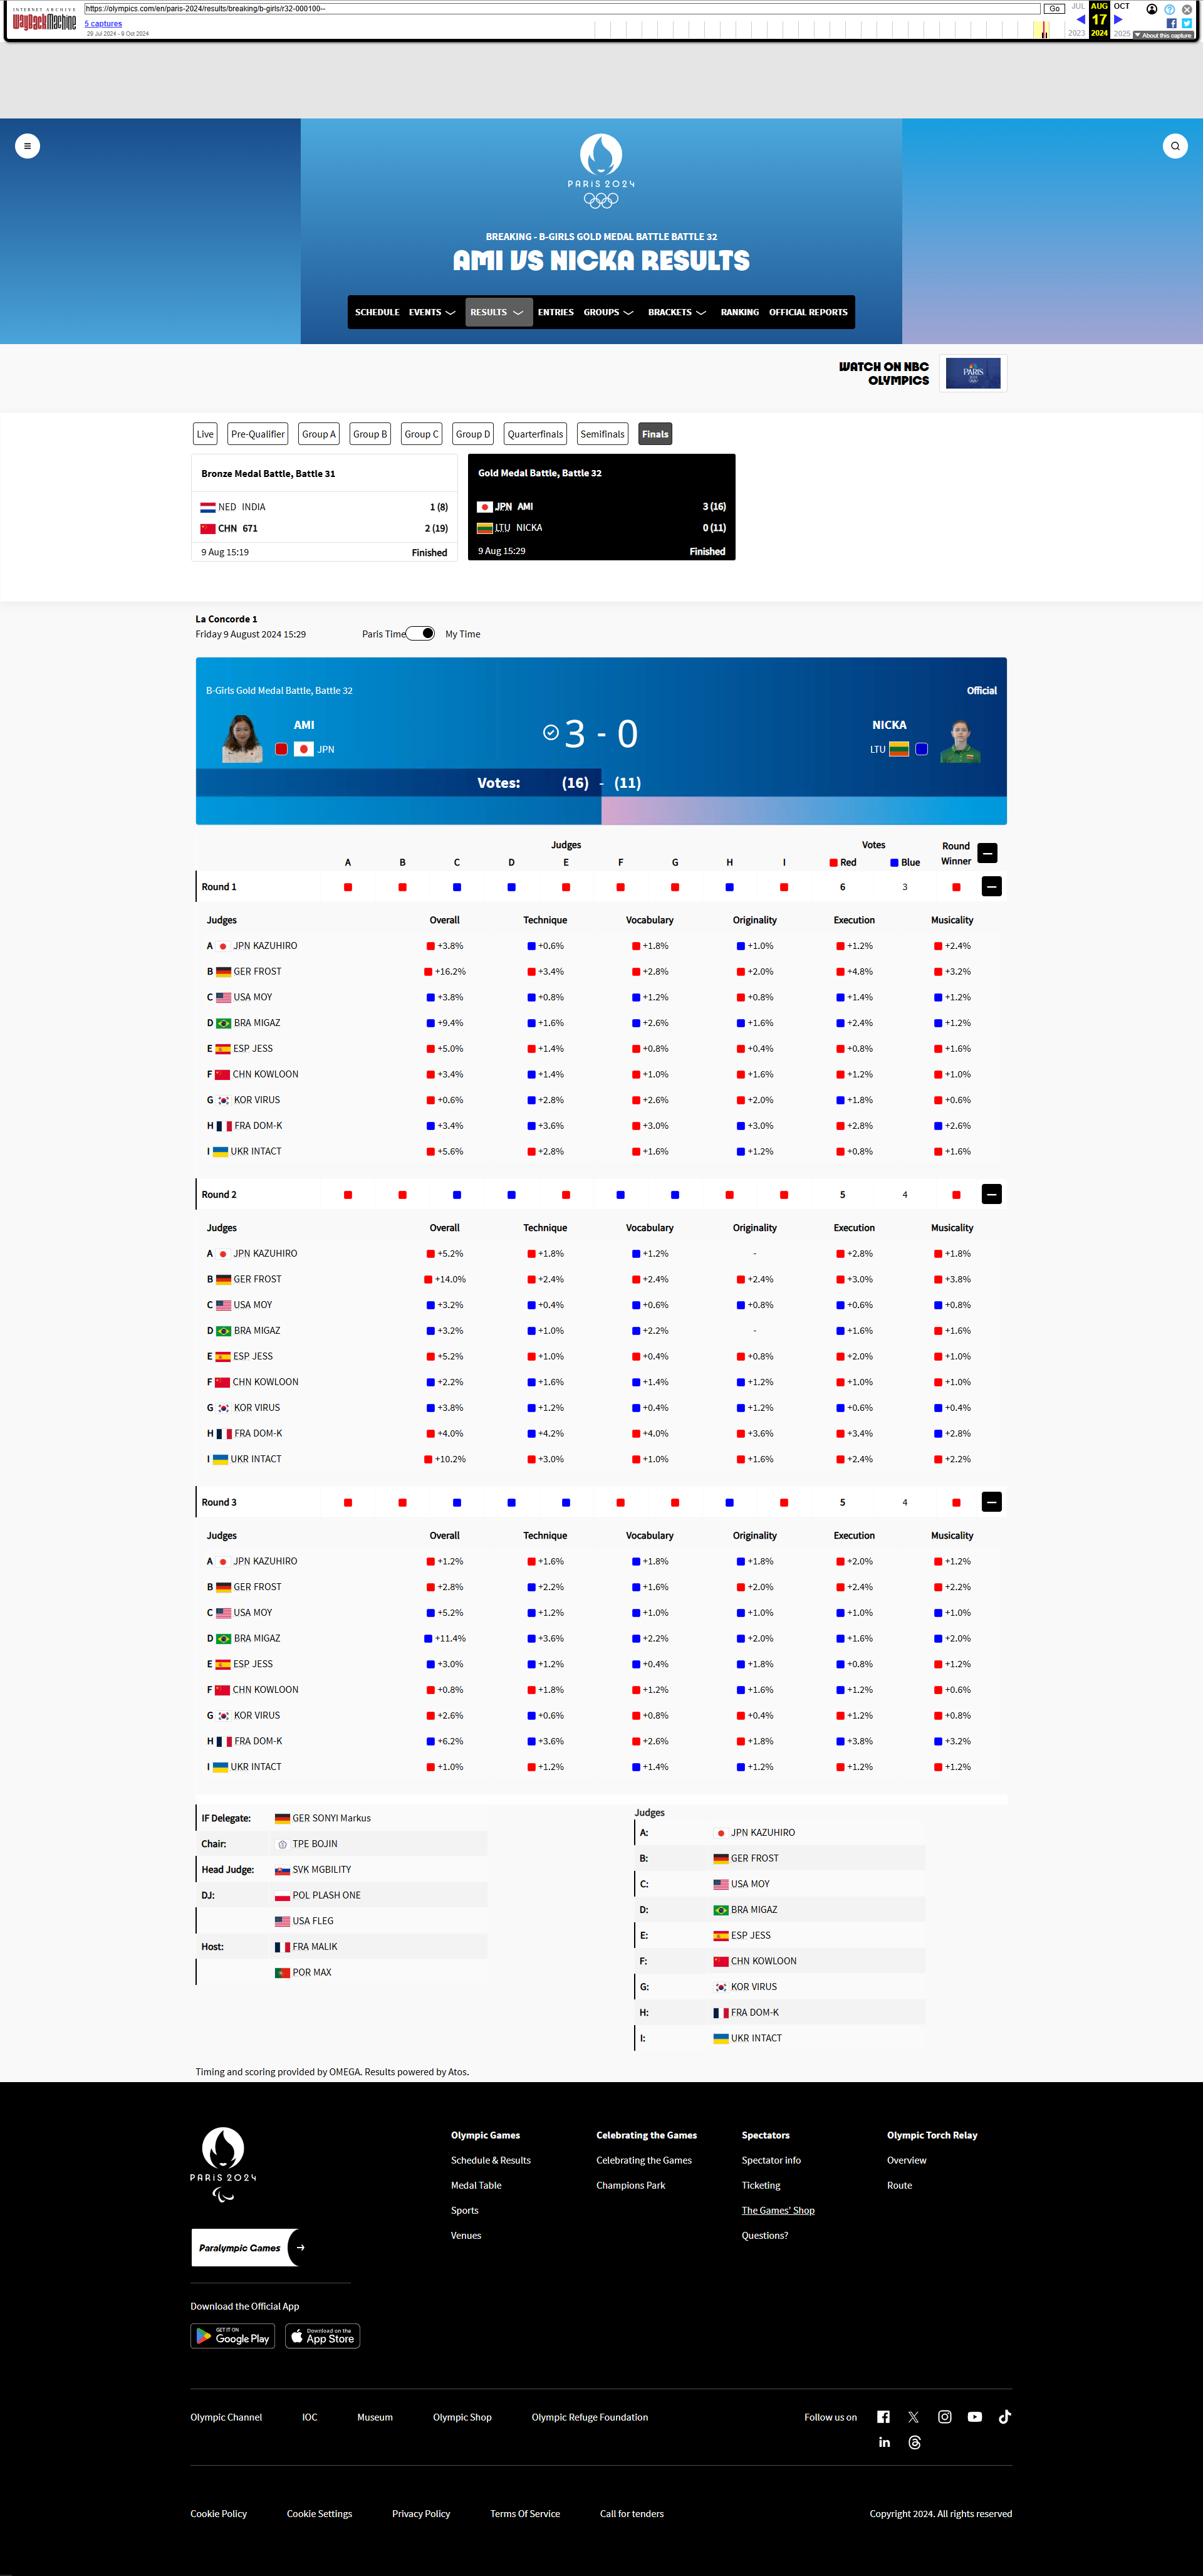 INTERNET ARCHIVE
WayBackMachine
https://olympics.com/en/paris-2024/results/breaking/b-girls/r32-000100--
Go
5 captures
29 Jul 2024 - 9 Oct 2024
JUL AUG OCT
17
2023 2024 2025
About this capture
PARIS 2024
BREAKING - B-GIRLS GOLD MEDAL BATTLE BATTLE 32
AMI VS NICKA RESULTS
SCHEDULE EVENTS RESULTS ENTRIES GROUPS BRACKETS RANKING OFFICIAL REPORTS
WATCH ON NBC
OLYMPICS
PARIS
Live Pre-Qualifier Group A Group B Group C Group D Quarterfinals Semifinals Finals
Bronze Medal Battle, Battle 31
NED INDIA 1 (8)
CHN 671 2 (19)
9 Aug 15:19 Finished
Gold Medal Battle, Battle 32
JPN AMI 3 (16)
LTU NICKA 0 (11)
9 Aug 15:29 Finished
La Concorde 1
Friday 9 August 2024 15:29 Paris Time My Time
B-Girls Gold Medal Battle, Battle 32 Official
AMI 3 - 0 NICKA
JPN LTU
Votes: (16) - (11)
Judges Votes Round Winner
A B C D E F G H I Red Blue
Round 1 6 3
Judges Overall Technique Vocabulary Originality Execution Musicality
A JPN KAZUHIRO +3.8% +0.6% +1.8% +1.0% +1.2% +2.4%
B GER FROST +16.2% +3.4% +2.8% +2.0% +4.8% +3.2%
C USA MOY +3.8% +0.8% +1.2% +0.8% +1.4% +1.2%
D BRA MIGAZ +9.4% +1.6% +2.6% +1.6% +2.4% +1.2%
E ESP JESS +5.0% +1.4% +0.8% +0.4% +0.8% +1.6%
F CHN KOWLOON +3.4% +1.4% +1.0% +1.6% +1.2% +1.0%
G KOR VIRUS +0.6% +2.8% +2.6% +2.0% +1.8% +0.6%
H FRA DOM-K +3.4% +3.6% +3.0% +3.0% +2.8% +2.6%
I UKR INTACT +5.6% +2.8% +1.6% +1.2% +0.8% +1.6%
Round 2 5 4
Judges Overall Technique Vocabulary Originality Execution Musicality
A JPN KAZUHIRO +5.2% +1.8% +1.2% - +2.8% +1.8%
B GER FROST +14.0% +2.4% +2.4% +2.4% +3.0% +3.8%
C USA MOY +3.2% +0.4% +0.6% +0.8% +0.6% +0.8%
D BRA MIGAZ +3.2% +1.0% +2.2% - +1.6% +1.6%
E ESP JESS +5.2% +1.0% +0.4% +0.8% +2.0% +1.0%
F CHN KOWLOON +2.2% +1.6% +1.4% +1.2% +1.0% +1.0%
G KOR VIRUS +3.8% +1.2% +0.4% +1.2% +0.6% +0.4%
H FRA DOM-K +4.0% +4.2% +4.0% +3.6% +3.4% +2.8%
I UKR INTACT +10.2% +3.0% +1.0% +1.6% +2.4% +2.2%
Round 3 5 4
Judges Overall Technique Vocabulary Originality Execution Musicality
A JPN KAZUHIRO +1.2% +1.6% +1.8% +1.8% +2.0% +1.2%
B GER FROST +2.8% +2.2% +1.6% +2.0% +2.4% +2.2%
C USA MOY +5.2% +1.2% +1.0% +1.0% +1.0% +1.0%
D BRA MIGAZ +11.4% +3.6% +2.2% +2.0% +1.6% +2.0%
E ESP JESS +3.0% +1.2% +0.4% +1.8% +0.8% +1.2%
F CHN KOWLOON +0.8% +1.8% +1.2% +1.6% +1.2% +0.6%
G KOR VIRUS +2.6% +0.6% +0.8% +0.4% +1.2% +0.8%
H FRA DOM-K +6.2% +3.6% +2.6% +1.8% +3.8% +3.2%
I UKR INTACT +1.0% +1.2% +1.4% +1.2% +1.2% +1.2%
IF Delegate: GER SONYI Markus
Chair: TPE BOJIN
Head Judge: SVK MGBILITY
DJ: POL PLASH ONE
USA FLEG
Host: FRA MALIK
POR MAX
Judges
A: JPN KAZUHIRO
B: GER FROST
C: USA MOY
D: BRA MIGAZ
E: ESP JESS
F: CHN KOWLOON
G: KOR VIRUS
H: FRA DOM-K
I: UKR INTACT
Timing and scoring provided by OMEGA. Results powered by Atos.
PARIS 2024
Paralympic Games
Olympic Games
Schedule & Results
Medal Table
Sports
Venues
Celebrating the Games
Celebrating the Games
Champions Park
Spectators
Spectator info
Ticketing
The Games' Shop
Questions?
Olympic Torch Relay
Overview
Route
Download the Official App
GET IT ON
Google Play
Download on the
App Store
Olympic Channel IOC Museum Olympic Shop Olympic Refuge Foundation Follow us on
Cookie Policy Cookie Settings Privacy Policy Terms Of Service Call for tenders Copyright 2024. All rights reserved